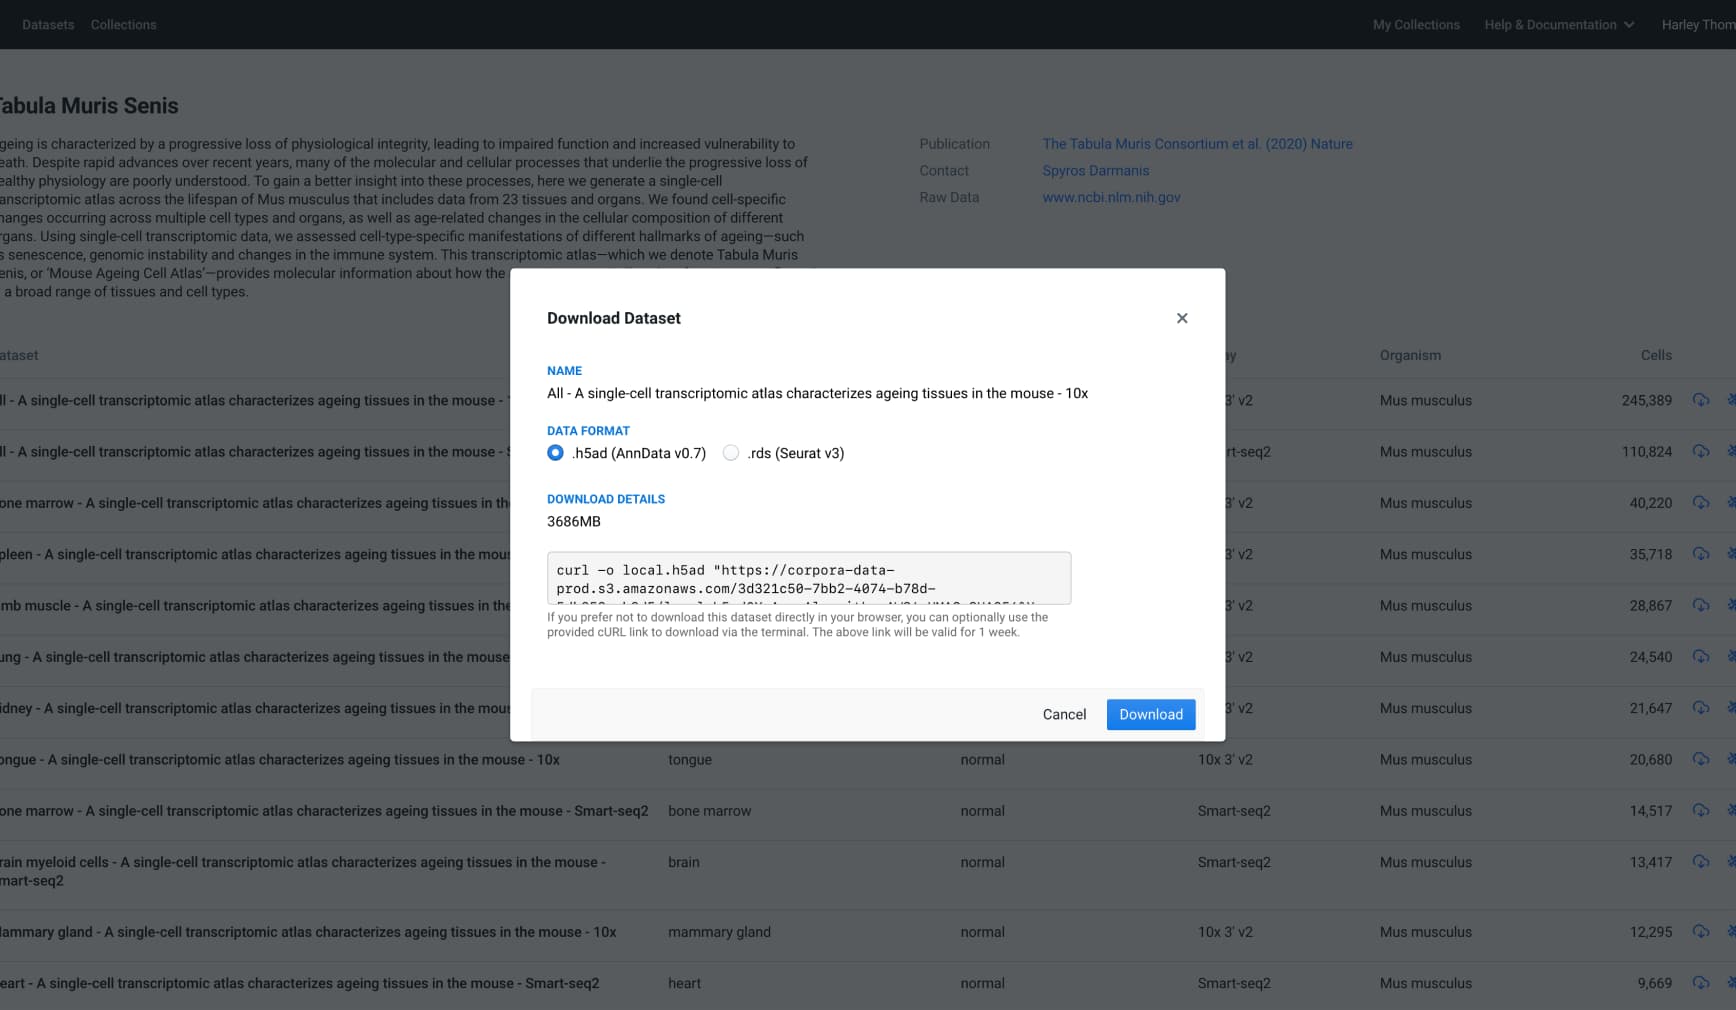 Datasets Collections My Collections Help & Documentation Harley Thom
Tabula Muris Senis
geing is characterized by a progressive loss of physiological integrity, leading to impaired function and increased vulnerability to
eath. Despite rapid advances over recent years, many of the molecular and cellular processes that underlie the progressive loss of
ealthy physiology are poorly understood. To gain a better insight into these processes, here we generate a single-cell
anscriptomic atlas across the lifespan of Mus musculus that includes data from 23 tissues and organs. We found cell-specific
hanges occurring across multiple cell types and organs, as well as age-related changes in the cellular composition of different
rgans. Using single-cell transcriptomic data, we assessed cell-type-specific manifestations of different hallmarks of ageing—such
s senescence, genomic instability and changes in the immune system. This transcriptomic atlas—which we denote Tabula Muris
enis, or ‘Mouse Ageing Cell Atlas’—provides molecular information about how the
a broad range of tissues and cell types.
Publication The Tabula Muris Consortium et al. (2020) Nature
Contact Spyros Darmanis
Raw Data www.ncbi.nlm.nih.gov
Download Dataset
NAME
All - A single-cell transcriptomic atlas characterizes ageing tissues in the mouse - 10x
DATA FORMAT
.h5ad (AnnData v0.7) .rds (Seurat v3)
DOWNLOAD DETAILS
3686MB
curl -o local.h5ad "https://corpora-data-
prod.s3.amazonaws.com/3d321c50-7bb2-4074-b78d-
If you prefer not to download this dataset directly in your browser, you can optionally use the
provided cURL link to download via the terminal. The above link will be valid for 1 week.
Cancel Download
ataset ay Organism Cells
ll - A single-cell transcriptomic atlas characterizes ageing tissues in the mouse - 3' v2 Mus musculus 245,389
ll - A single-cell transcriptomic atlas characterizes ageing tissues in the mouse - S rt-seq2 Mus musculus 110,824
one marrow - A single-cell transcriptomic atlas characterizes ageing tissues in th 3' v2 Mus musculus 40,220
pleen - A single-cell transcriptomic atlas characterizes ageing tissues in the mou 3' v2 Mus musculus 35,718
mb muscle - A single-cell transcriptomic atlas characterizes ageing tissues in the 3' v2 Mus musculus 28,867
ung - A single-cell transcriptomic atlas characterizes ageing tissues in the mouse 3' v2 Mus musculus 24,540
idney - A single-cell transcriptomic atlas characterizes ageing tissues in the mou 3' v2 Mus musculus 21,647
ongue - A single-cell transcriptomic atlas characterizes ageing tissues in the mouse - 10x tongue normal 10x 3' v2 Mus musculus 20,680
one marrow - A single-cell transcriptomic atlas characterizes ageing tissues in the mouse - Smart-seq2 bone marrow normal Smart-seq2 Mus musculus 14,517
rain myeloid cells - A single-cell transcriptomic atlas characterizes ageing tissues in the mouse - brain normal Smart-seq2 Mus musculus 13,417
mart-seq2
lammary gland - A single-cell transcriptomic atlas characterizes ageing tissues in the mouse - 10x mammary gland normal 10x 3' v2 Mus musculus 12,295
eart - A single-cell transcriptomic atlas characterizes ageing tissues in the mouse - Smart-seq2 heart normal Smart-seq2 Mus musculus 9,669